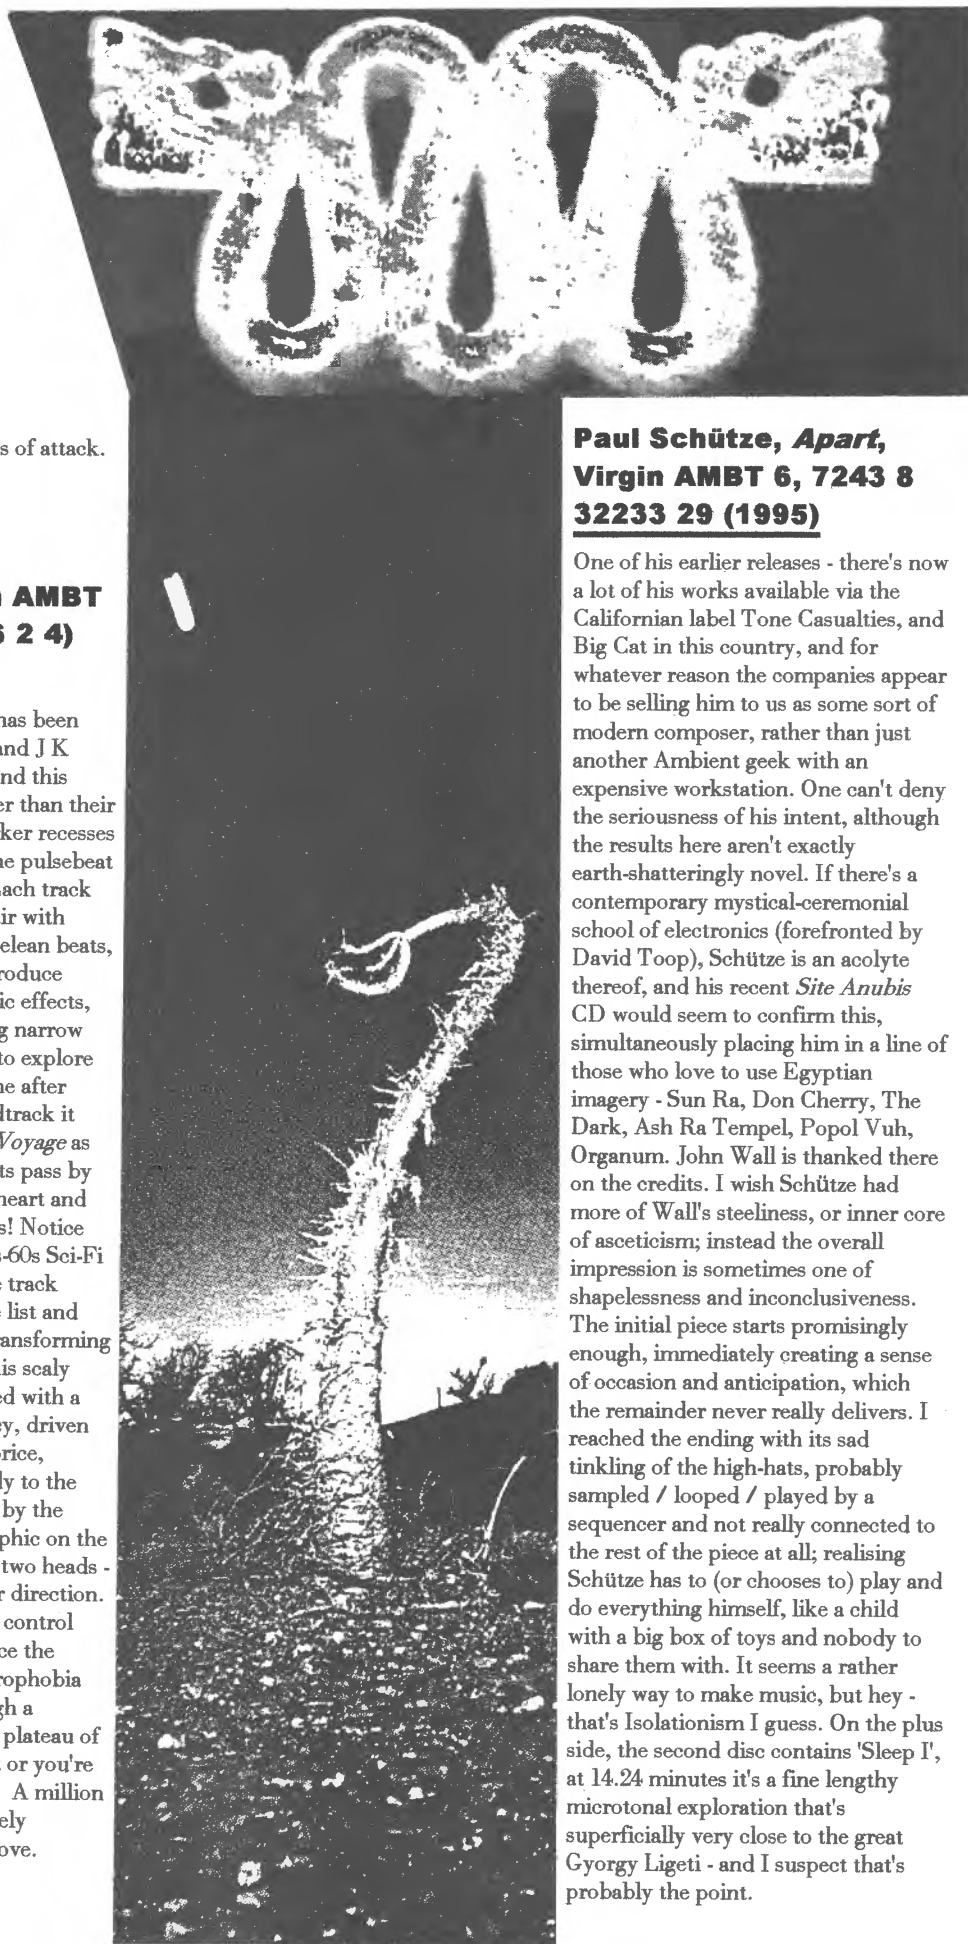 s of attack.
AMBT
6 2 4)
has been
and J K
nd this
er than their
ker recesses
ne pulsebeat
ach track
ir with
elean beats,
roduce
ic effects,
g narrow
to explore
ne after
dtrack it
Voyage as
ts pass by
heart and
s! Notice
s-60s Sci-Fi
e track
e list and
ansforming
is scaly
ed with a
ey, driven
orice,
ly to the
by the
phic on the
two heads -
r direction.
control
ce the
rophobia
gh a
plateau of
or you're
A million
ely
ove.
Paul Schütze, Apart,
Virgin AMBT 6, 7243 8
32233 29 (1995)
One of his earlier releases - there's now
a lot of his works available via the
Californian label Tone Casualties, and
Big Cat in this country, and for
whatever reason the companies appear
to be selling him to us as some sort of
modern composer, rather than just
another Ambient geek with an
expensive workstation. One can't deny
the seriousness of his intent, although
the results here aren't exactly
earth-shatteringly novel. If there's a
contemporary mystical-ceremonial
school of electronics (forefronted by
David Toop), Schütze is an acolyte
thereof, and his recent Site Anubis
CD would seem to confirm this,
simultaneously placing him in a line of
those who love to use Egyptian
imagery - Sun Ra, Don Cherry, The
Dark, Ash Ra Tempel, Popol Vuh,
Organum. John Wall is thanked there
on the credits. I wish Schütze had
more of Wall's steeliness, or inner core
of asceticism; instead the overall
impression is sometimes one of
shapelessness and inconclusiveness.
The initial piece starts promisingly
enough, immediately creating a sense
of occasion and anticipation, which
the remainder never really delivers. I
reached the ending with its sad
tinkling of the high-hats, probably
sampled / looped / played by a
sequencer and not really connected to
the rest of the piece at all; realising
Schütze has to (or chooses to) play and
do everything himself, like a child
with a big box of toys and nobody to
share them with. It seems a rather
lonely way to make music, but hey -
that's Isolationism I guess. On the plus
side, the second disc contains 'Sleep I',
at 14.24 minutes it's a fine lengthy
microtonal exploration that's
superficially very close to the great
Gyorgy Ligeti - and I suspect that's
probably the point.